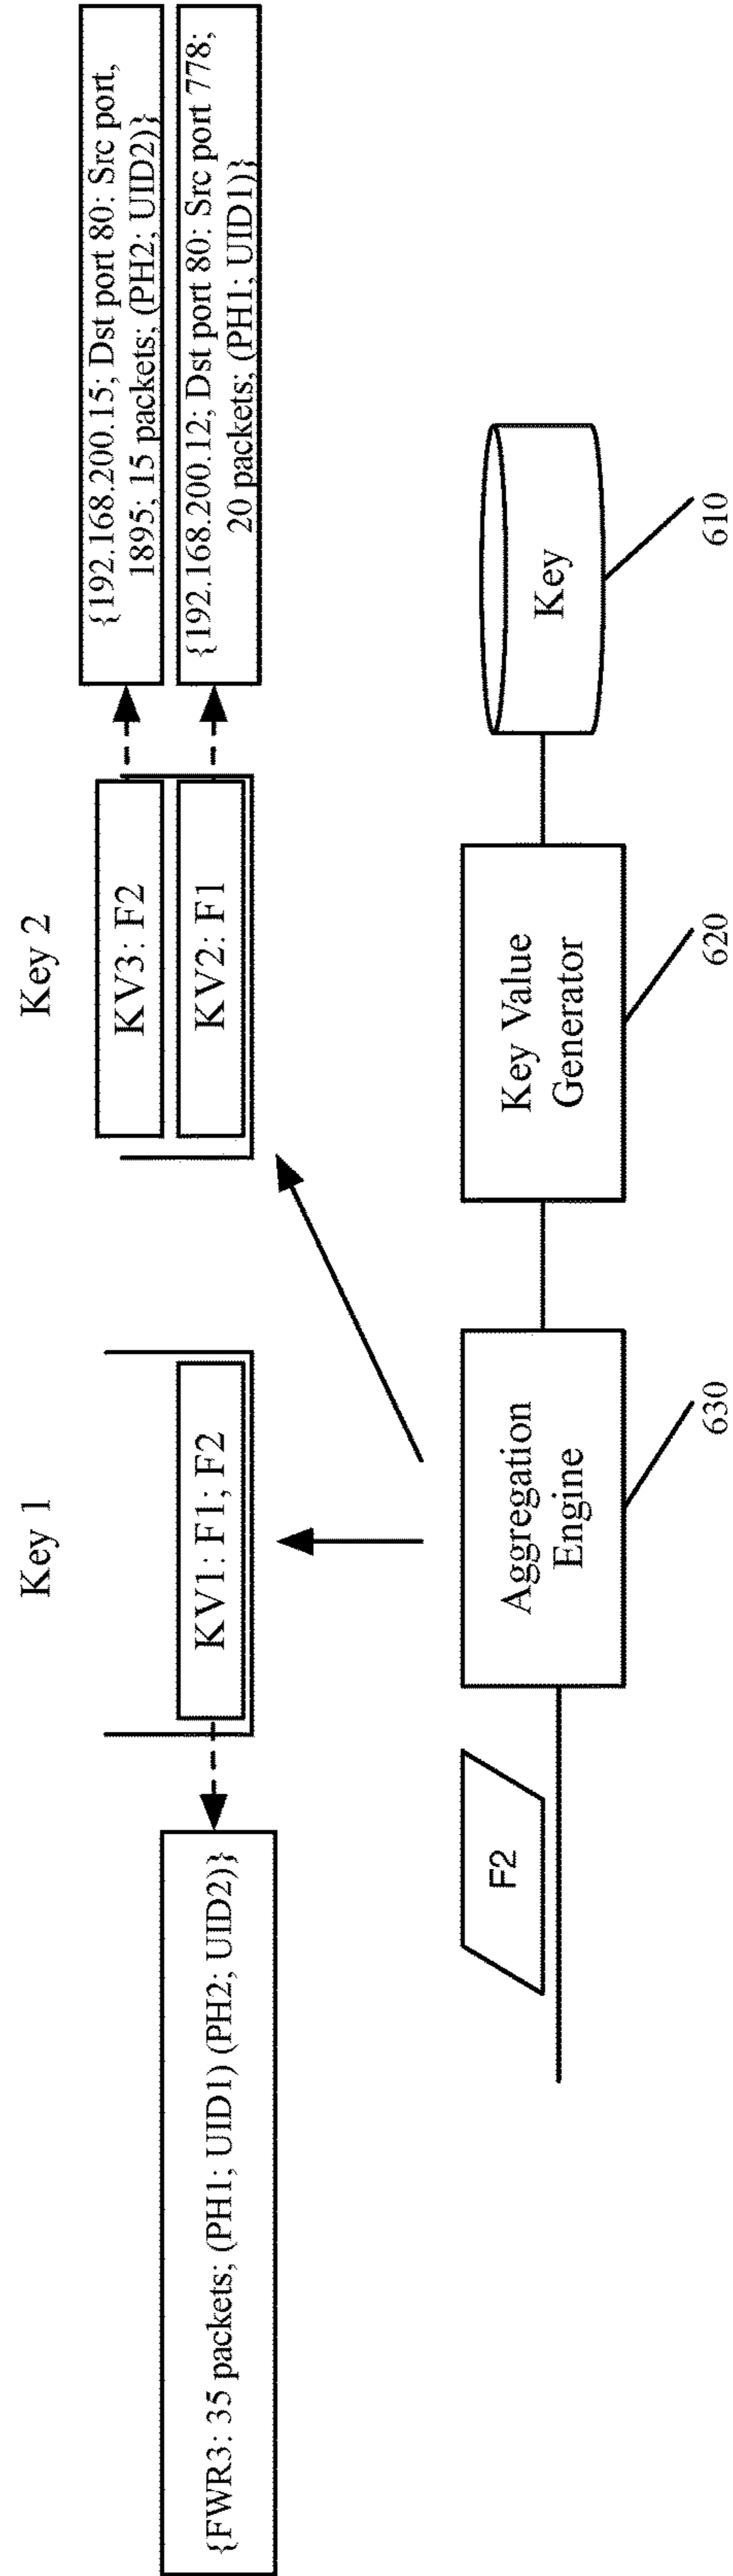 Key 1
Key 2
{FWR3: 35 packets; (PH1; UID1) (PH2; UID2)}
KV1: F1; F2
KV3: F2
KV2: F1
{192.168.200.15; Dst port 80: Src port,
1895; 15 packets; (PH2; UID2)}
{192.168.200.12; Dst port 80: Src port 778;
20 packets; (PH1; UID1)}
F2
Aggregation
Engine
Key Value
Generator
Key
630
620
610